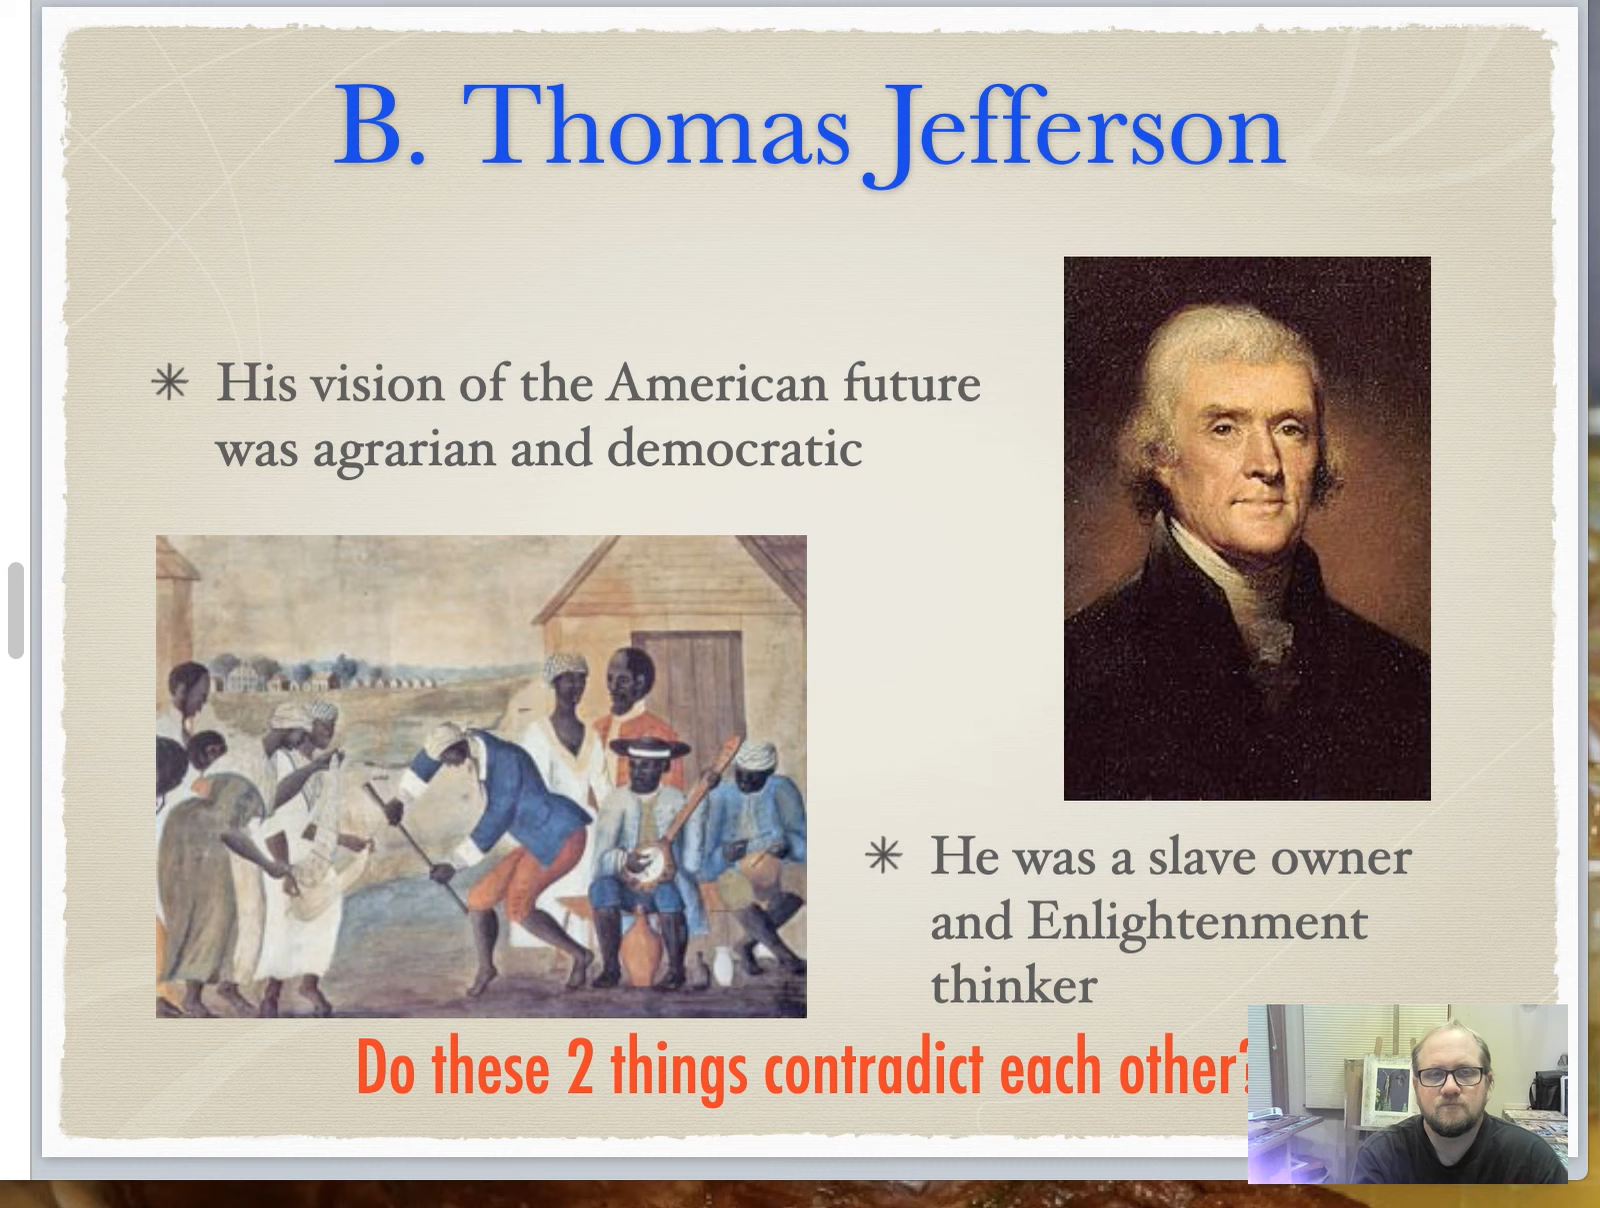 B. Thomas Jefferson
✳ His vision of the American future
was agrarian and democratic
✳ He was a slave owner
and Enlightenment
thinker
Do these 2 things contradict each other?